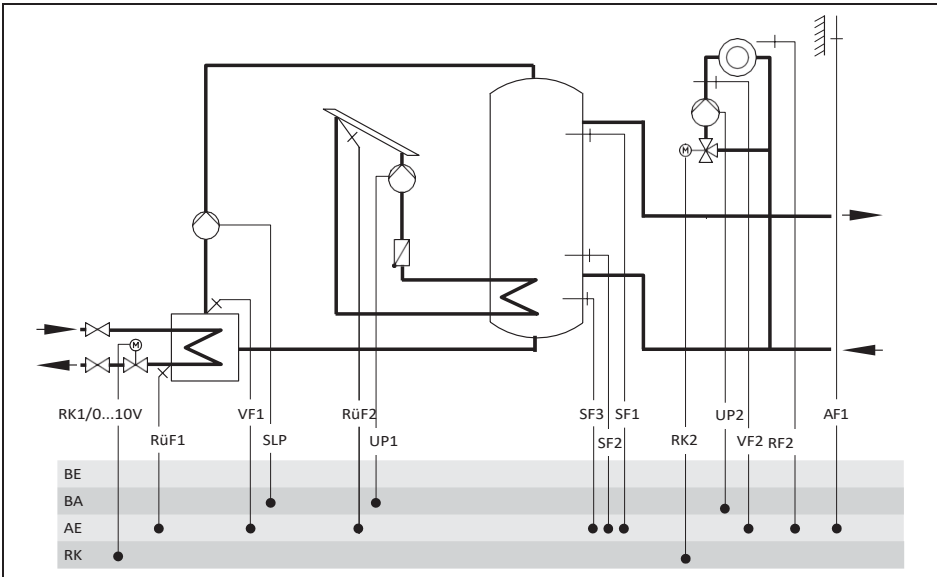 M
M
RK1/0...10V
VF1
RüF2
SF3
SF1
UP2
AF1
RüF1
SLP
UP1
SF2
RK2
VF2
RF2
BE
BA
AE
RK